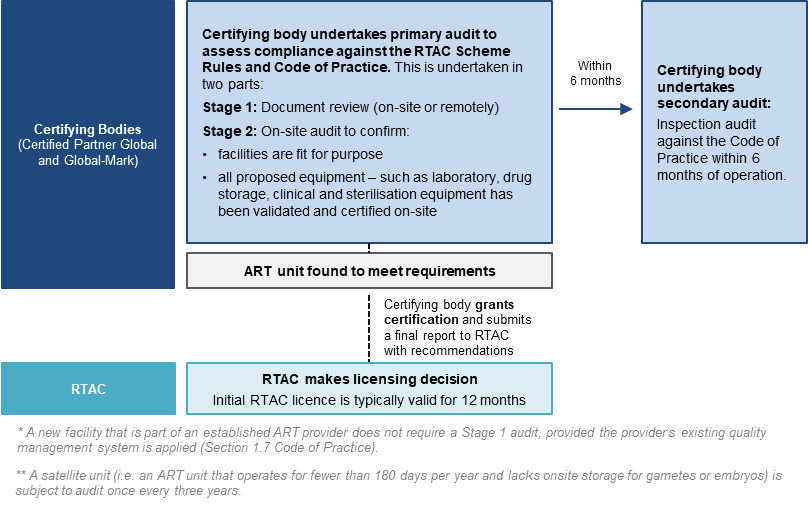 Certifying Bodies
(Certified Partner Global
and Global-Mark)
Certifying body undertakes primary audit to
assess compliance against the RTAC Scheme
Rules and Code of Practice. This is undertaken in
two parts:
Stage 1: Document review (on-site or remotely)
Stage 2: On-site audit to confirm:
• facilities are fit for purpose
• all proposed equipment – such as laboratory, drug
storage, clinical and sterilisation equipment has
been validated and certified on-site
Within
6 months
Certifying body
undertakes
secondary audit:
Inspection audit
against the Code of
Practice within 6
months of operation.
ART unit found to meet requirements
Certifying body grants
certification and submits
a final report to RTAC
with recommendations
RTAC
RTAC makes licensing decision
Initial RTAC licence is typically valid for 12 months
* A new facility that is part of an established ART provider does not require a Stage 1 audit, provided the provider's existing quality
management system is applied (Section 1.7 Code of Practice).
** A satellite unit (i.e. an ART unit that operates for fewer than 180 days per year and lacks onsite storage for gametes or embryos) is
subject to audit once every three years.